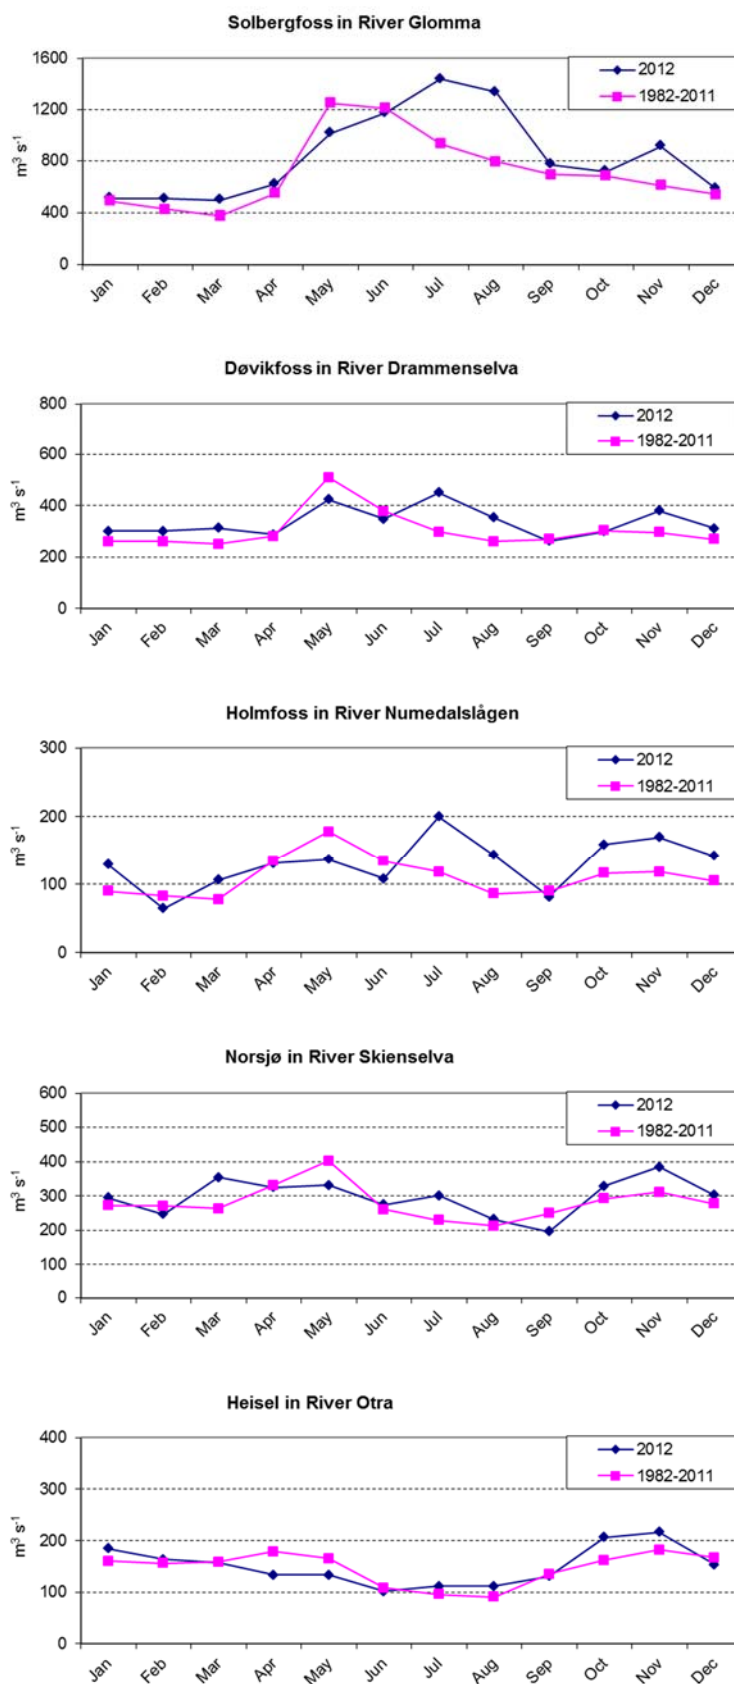 Solbergfoss in River Glomma
1600
1200
800
400
0
m³ s⁻¹
2012
1982-2011
Jan Feb Mar Apr May Jun Jul Aug Sep Oct Nov Dec
Døvikfoss in River Drammenselva
800
600
400
200
0
m³ s⁻¹
2012
1982-2011
Jan Feb Mar Apr May Jun Jul Aug Sep Oct Nov Dec
Holmfoss in River Numedalslågen
300
200
100
0
m³ s⁻¹
2012
1982-2011
Jan Feb Mar Apr May Jun Jul Aug Sep Oct Nov Dec
Norsjø in River Skienselva
600
500
400
300
200
100
0
m³ s⁻¹
2012
1982-2011
Jan Feb Mar Apr May Jun Jul Aug Sep Oct Nov Dec
Heisel in River Otra
400
300
200
100
0
m³ s⁻¹
2012
1982-2011
Jan Feb Mar Apr May Jun Jul Aug Sep Oct Nov Dec